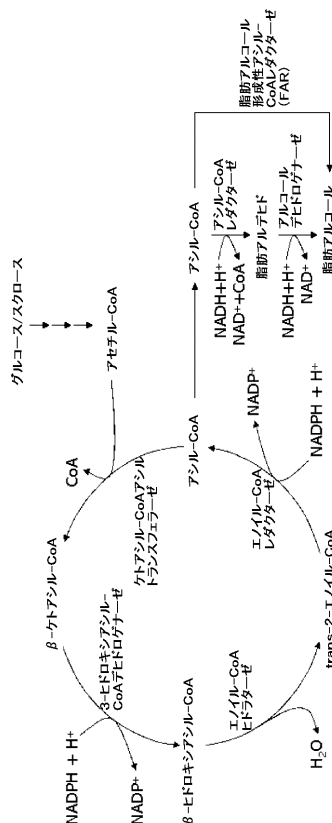 グルコース/スクロース
アセチル-CoA
CoA
β-ケトアシル-CoA
ケトアシル-CoAアシル
トランスフェラーゼ
アシル-CoA
アシル-CoA
NADPH + H⁺
3-ヒドロキシアシル-
CoAデヒドロゲナーゼ
NADP⁺
β-ヒドロキシアシル-CoA
エノイル-CoA
ヒドラターゼ
H₂O
trans-2-エノイル-CoA
エノイル-CoA
レダクターゼ
NADP⁺
NADPH + H⁺
NADH+H⁺
アシル-CoA
レダクターゼ
NAD⁺+CoA
脂肪アルデヒド
NADH+H⁺
アルコール
デヒドロゲナーゼ
NAD⁺
脂肪アルコール
脂肪アルコール
形成性アシル-
CoAレダクターゼ
(FAR)